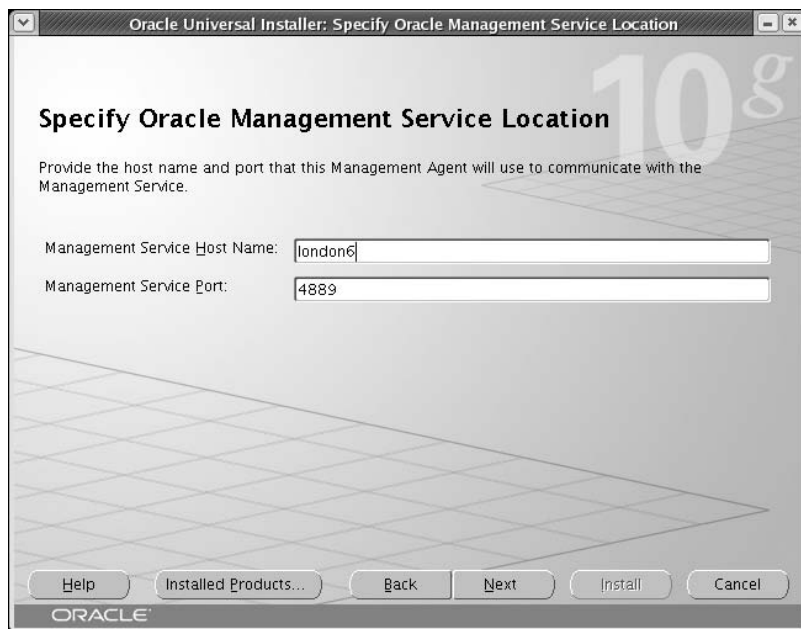 Oracle Universal Installer: Specify Oracle Management Service Location
10g
Specify Oracle Management Service Location
Provide the host name and port that this Management Agent will use to communicate with the
Management Service.
Management Service Host Name:
london6
Management Service Port:
4889
Help
Installed Products...
Back
Next
Install
Cancel
ORACLE